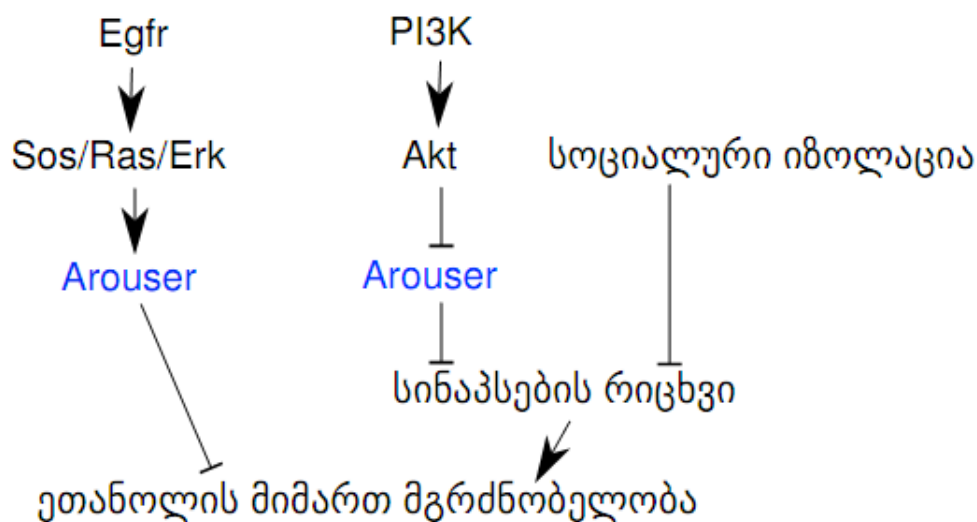 Egfr
PI3K
Sos/Ras/Erk
Akt
სოციალური იზოლაცია
Arouser
Arouser
სინაპსების რიცხვი
ეთანოლის მიმართ მგრძნობელობა